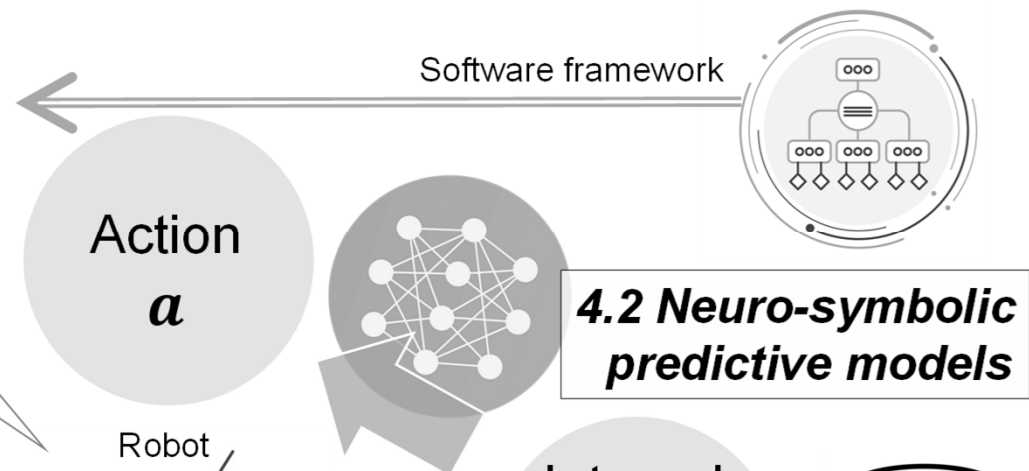 Software framework
Action
a
4.2 Neuro-symbolic
predictive models
Robot